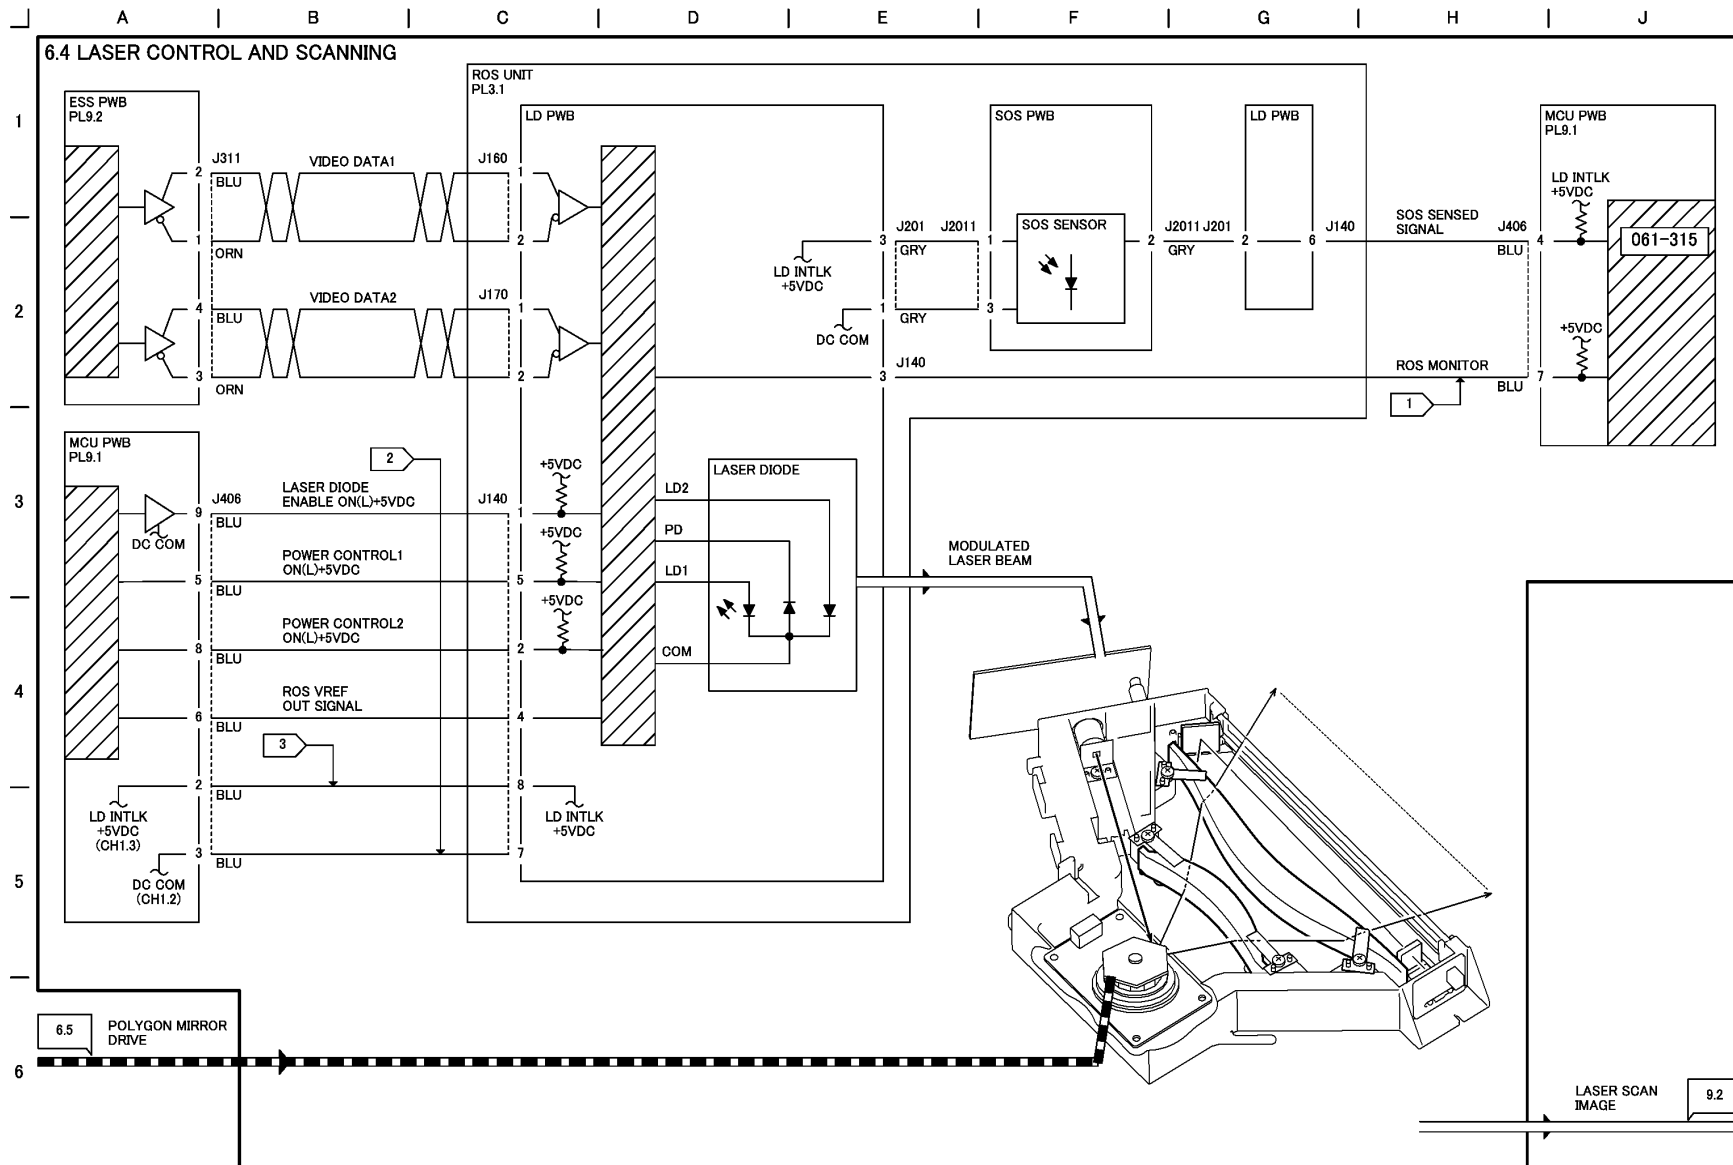 A B C D E F G H J
6.4 LASER CONTROL AND SCANNING
1
2
3
4
5
6
ESS PWB
PL9.2
J311
2
BLU
VIDEO DATA1
1
ORN
4
BLU
VIDEO DATA2
3
ORN
ROS UNIT
PL3.1
LD PWB
J160
1
2
J170
1
2
SOS PWB
LD PWB
MCU PWB
PL9.1
SOS SENSOR
LD INTLK
+5VDC
3
J201
GRY
J2011
1
2
J2011 J201
GRY
2
6
J140
SOS SENSED
SIGNAL
J406
BLU
4
LD INTLK
+5VDC
061-315
DC COM
1
GRY
3
J140
3
ROS MONITOR
BLU
7
+5VDC
1
MCU PWB
PL9.1
2
J406
9
BLU
LASER DIODE
ENABLE ON(L)+5VDC
DC COM
J140
1
+5VDC
5
BLU
POWER CONTROL1
ON(L)+5VDC
5
+5VDC
8
BLU
POWER CONTROL2
ON(L)+5VDC
2
+5VDC
6
BLU
ROS VREF
OUT SIGNAL
4
3
2
BLU
8
LD INTLK
+5VDC
(CH1.3)
LD INTLK
+5VDC
3
BLU
7
DC COM
(CH1.2)
LASER DIODE
LD2
PD
LD1
COM
MODULATED
LASER BEAM
6.5
POLYGON MIRROR
DRIVE
LASER SCAN
IMAGE
9.2